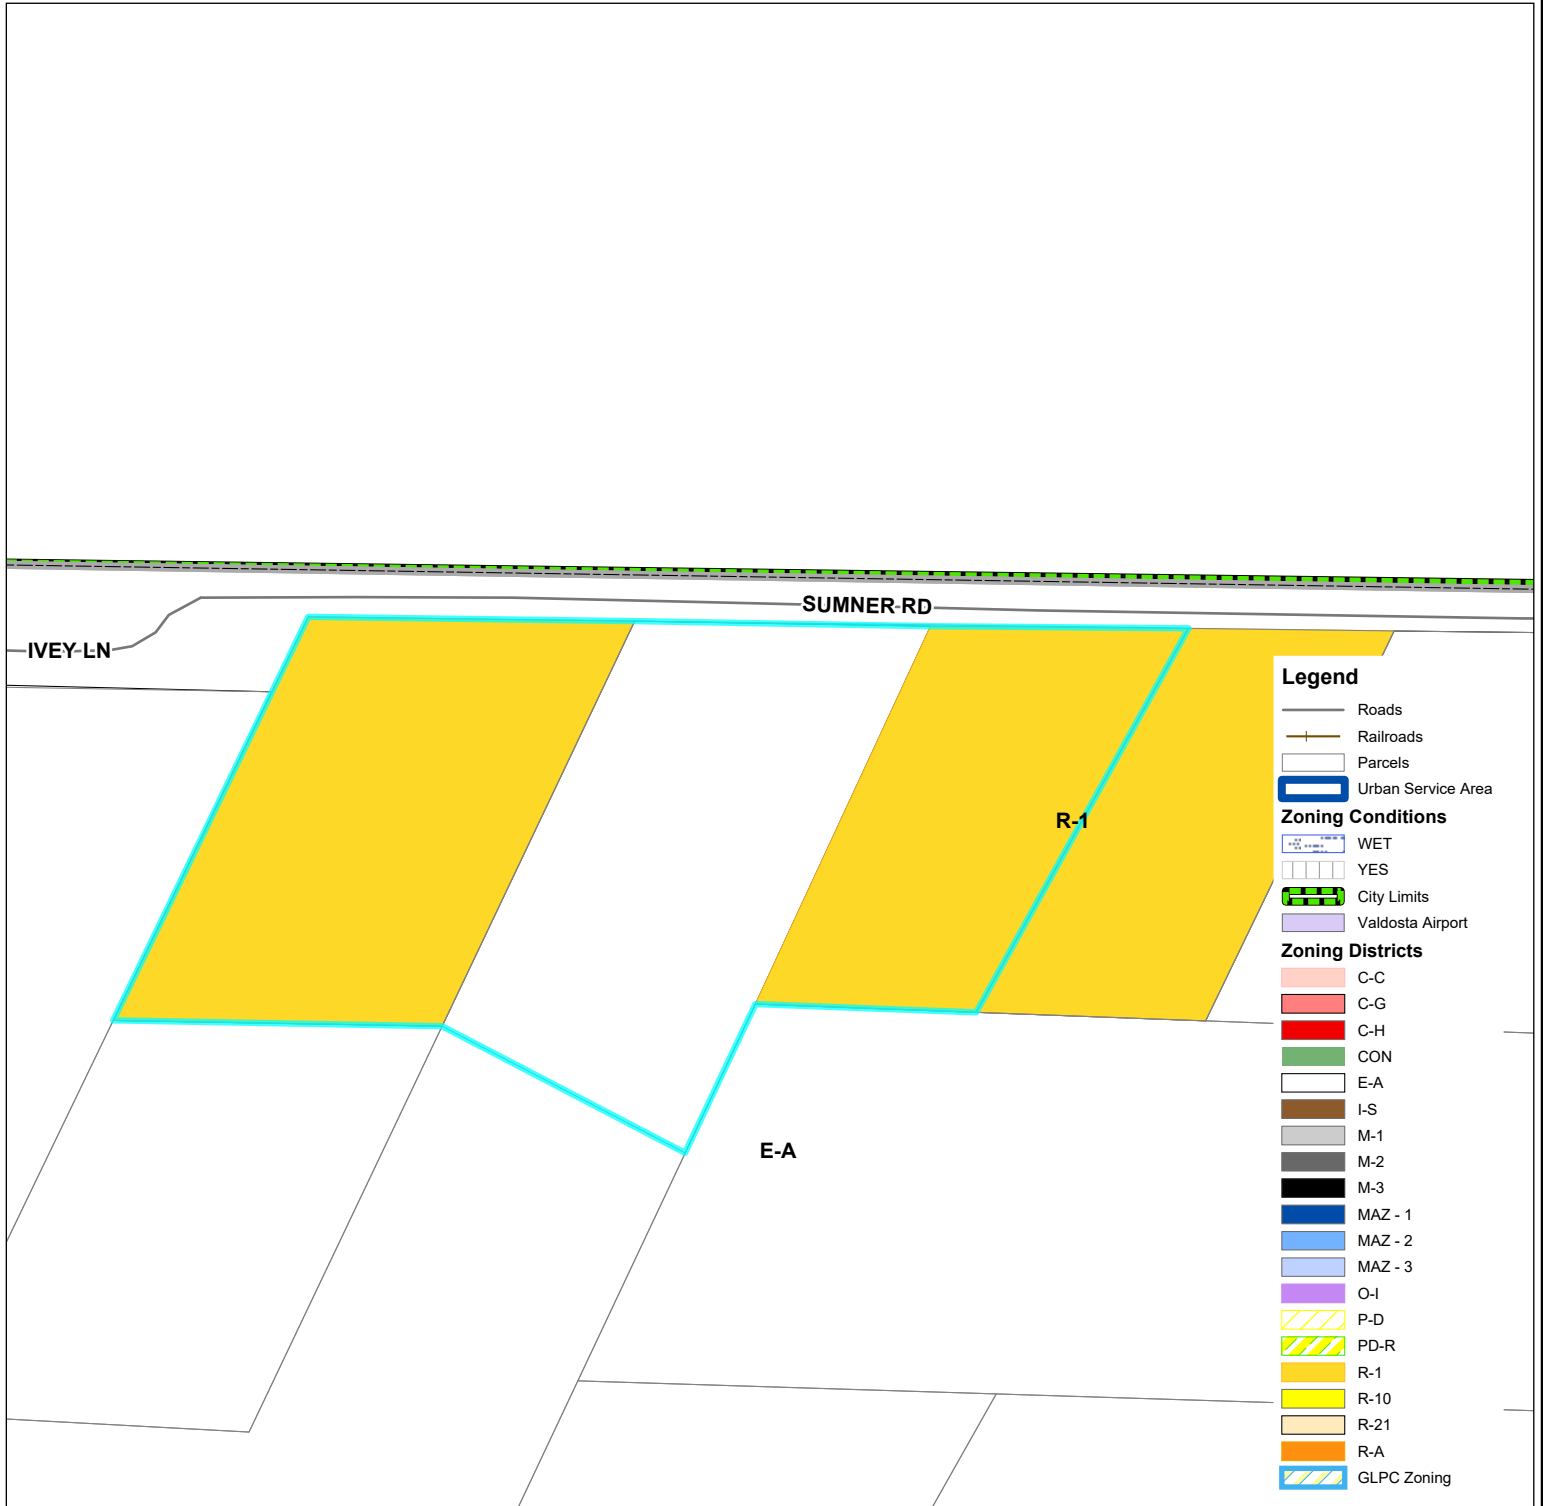 SUMNER RD
IVEY LN
R-1
E-A
Legend
Roads
Railroads
Parcels
Urban Service Area
Zoning Conditions
WET
YES
City Limits
Valdosta Airport
Zoning Districts
C-C
C-G
C-H
CON
E-A
I-S
M-1
M-2
M-3
MAZ - 1
MAZ - 2
MAZ - 3
O-I
P-D
PD-R
R-1
R-10
R-21
R-A
GLPC Zoning